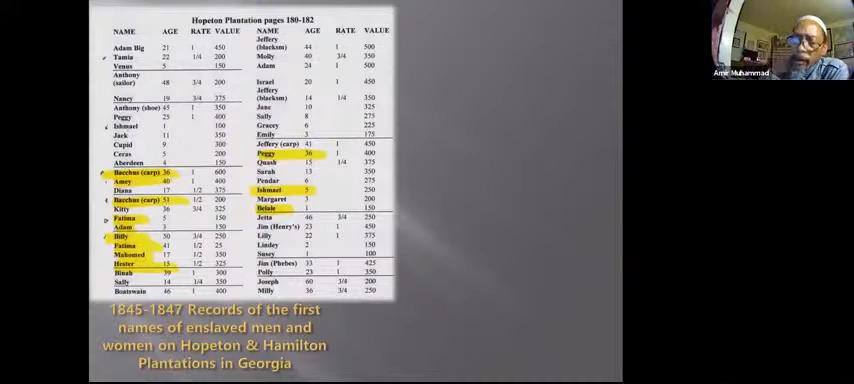 Hopeton Plantation pages 180-182
NAME AGE RATE VALUE
Adam Big 21 1 450
Tamia 22 1/4 200
Venus 5 150
Anthony
(sailor) 48 3/4 200
Nancy 19 3/4 375
Anthony (shoe) 45 1 350
Peggy 25 1 400
Ishmael 1 100
Jack 11 350
Cupid 9 300
Ceras 5 200
Aberdeen 4 150
Bacchus (carp) 36 1 600
Amey 40 1 400
Diana 17 1/2 375
Bacchus (carp) 51 1/2 200
Kitty 36 3/4 325
Fatima 5 150
Adam 3 150
Billy 50 3/4 250
Fatima 41 1/2 25
Mahomed 17 1/2 350
Hester 15 1/2 325
Binah 39 1 300
Sally 14 1/4 350
Boatswain 46 1 400
NAME AGE RATE VALUE
Jeffery
(blacksm) 44 1 500
Molly 40 3/4 350
Adam 24 1 500
Israel 20 1 450
Jeffery
(blacksm) 14 1/4 350
Jane 10 325
Sally 8 275
Gracey 6 225
Emily 3 175
Jeffery (carp) 41 1 450
Peggy 36 1 400
Quash 15 1/4 375
Sarah 13 350
Pendar 6 275
Ishmael 5 250
Margaret 3 200
Belale 1 150
Jetta 46 3/4 250
Jim (Henry's) 23 1 450
Lilly 22 1 375
Lindey 2 150
Susey 1 100
Jim (Phebes) 33 1 425
Polly 23 1 350
Joseph 60 3/4 200
Milly 36 3/4 250
1845-1847 Records of the first
names of enslaved men and
women on Hopeton & Hamilton
Plantations in Georgia
Amir Muhammad